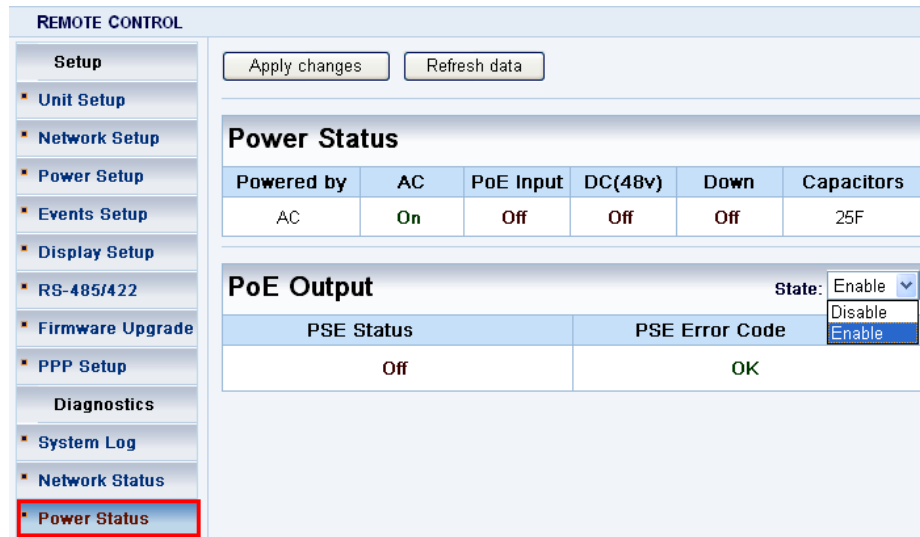 REMOTE CONTROL
Setup
Unit Setup
Network Setup
Power Setup
Events Setup
Display Setup
RS-485/422
Firmware Upgrade
PPP Setup
Diagnostics
System Log
Network Status
Power Status
Apply changes Refresh data
Power Status
Powered by AC PoE Input DC(48v) Down Capacitors
AC On Off Off Off 25F
PoE Output State: Enable
Disable
Enable
PSE Status PSE Error Code
Off OK